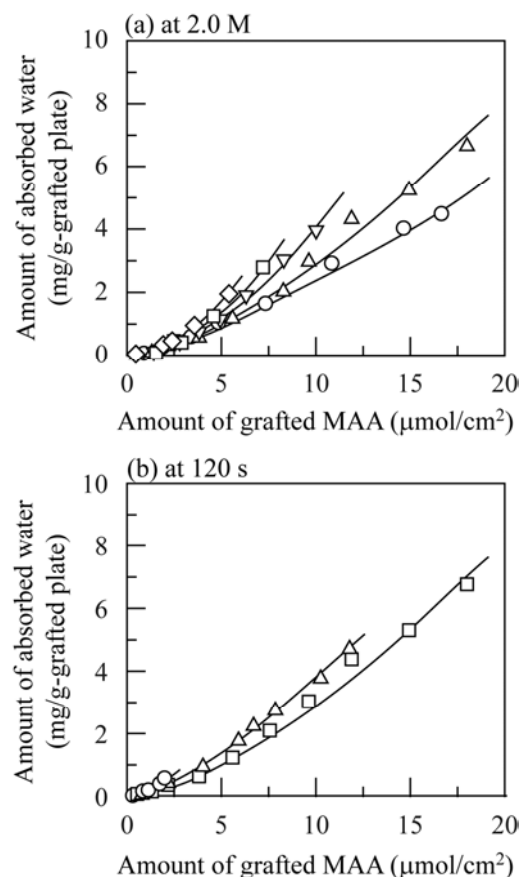 (a) at 2.0 M
10
8
6
4
2
0
0
5
10
15
20
Amount of absorbed water
(mg/g-grafted plate)
Amount of grafted MAA (μmol/cm²)
(b) at 120 s
10
8
6
4
2
0
0
5
10
15
20
Amount of absorbed water
(mg/g-grafted plate)
Amount of grafted MAA (μmol/cm²)